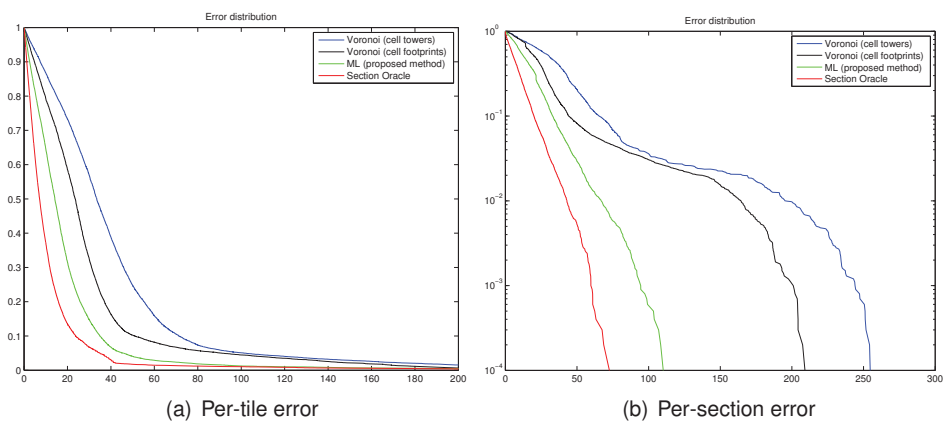 Error distribution
Voronoi (cell towers)
Voronoi (cell footprints)
ML (proposed method)
Section Oracle
1
0.9
0.8
0.7
0.6
0.5
0.4
0.3
0.2
0.1
0
0 20 40 60 80 100 120 140 160 180 200
(a) Per-tile error
Error distribution
Voronoi (cell towers)
Voronoi (cell footprints)
ML (proposed method)
Section Oracle
10^0
10^-1
10^-2
10^-3
10^-4
0 50 100 150 200 250 300
(b) Per-section error